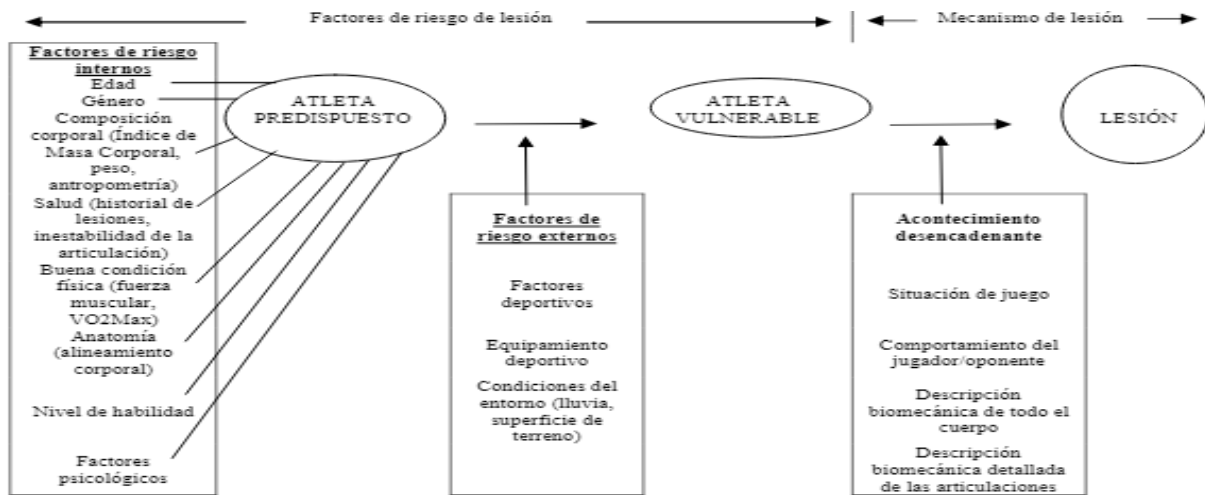 Factores de riesgo de lesión
Mecanismo de lesión
Factores de riesgo
internos
Edad
Género
Composición
corporal (Índice de
Masa Corporal,
peso,
antropometría)
Salud (historial de
lesiones,
inestabilidad de la
articulación)
Buena condición
física (fuerza
muscular,
VO2Max)
Anatomía
(alineamiento
corporal)
Nivel de habilidad
Factores
psicológicos
ATLETA
PREDISPUESTO
Factores de
riesgo externos
Factores
deportivos
Equipamiento
deportivo
Condiciones del
entorno (lluvia,
superficie de
terreno)
ATLETA
VULNERABLE
Acontecimiento
desencadenante
Situación de juego
Comportamiento del
jugador/oponente
Descripción
biomecánica de todo el
cuerpo
Descripción
biomecánica detallada
de las articulaciones
LESIÓN